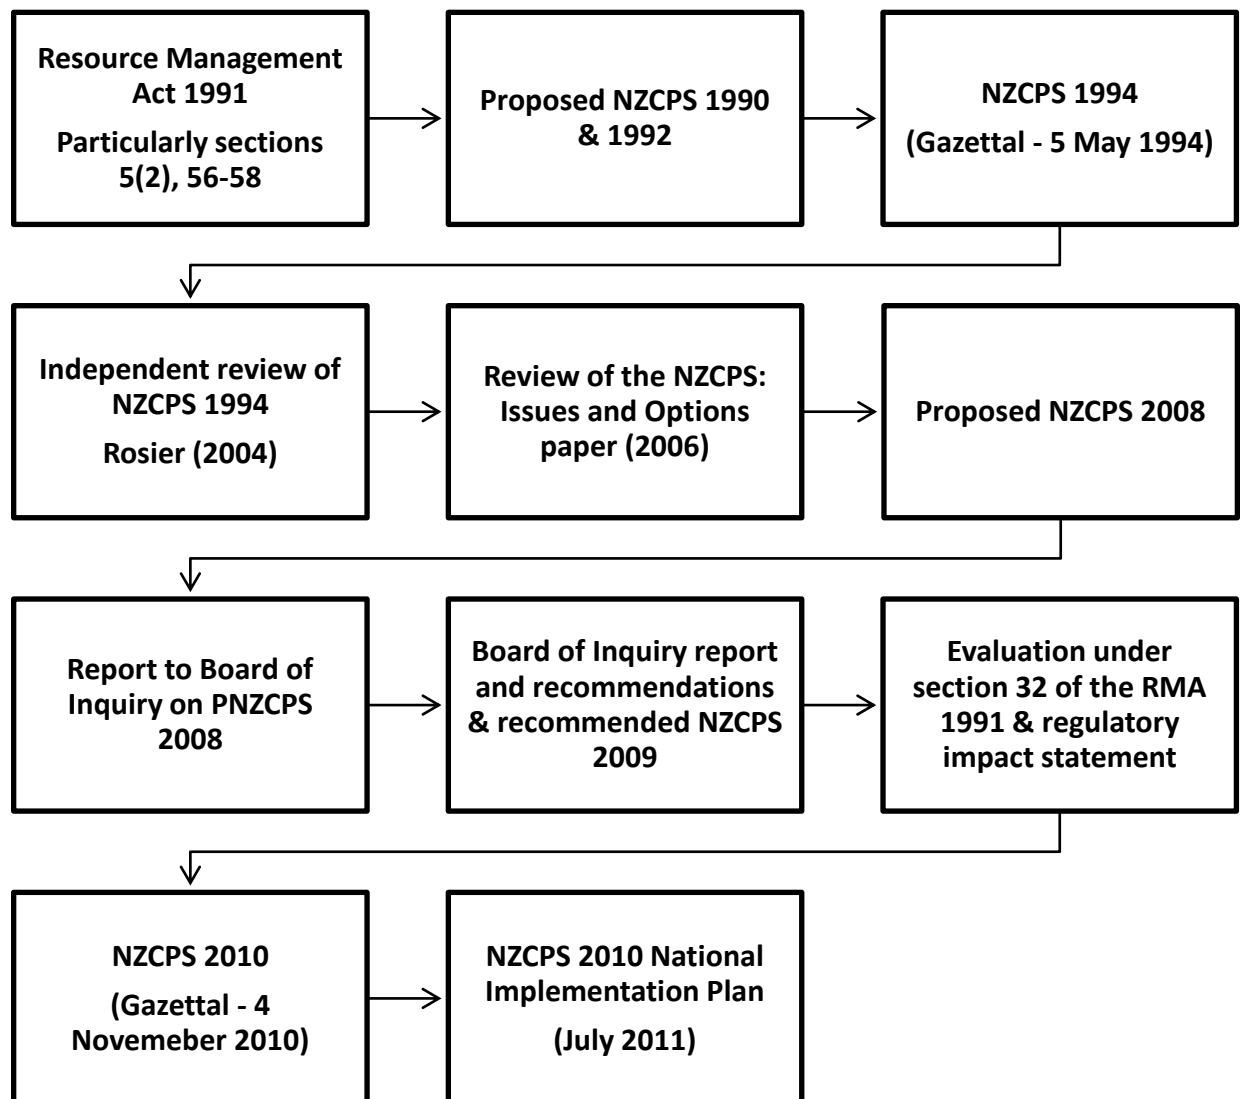 Resource Management
Act 1991
Particularly sections
5(2), 56-58
Proposed NZCPS 1990
& 1992
NZCPS 1994
(Gazettal - 5 May 1994)
Independent review of
NZCPS 1994
Rosier (2004)
Review of the NZCPS:
Issues and Options
paper (2006)
Proposed NZCPS 2008
Report to Board of
Inquiry on PNZCPS
2008
Board of Inquiry report
and recommendations
& recommended NZCPS
2009
Evaluation under
section 32 of the RMA
1991 & regulatory
impact statement
NZCPS 2010
(Gazettal - 4
Novemeber 2010)
NZCPS 2010 National
Implementation Plan
(July 2011)